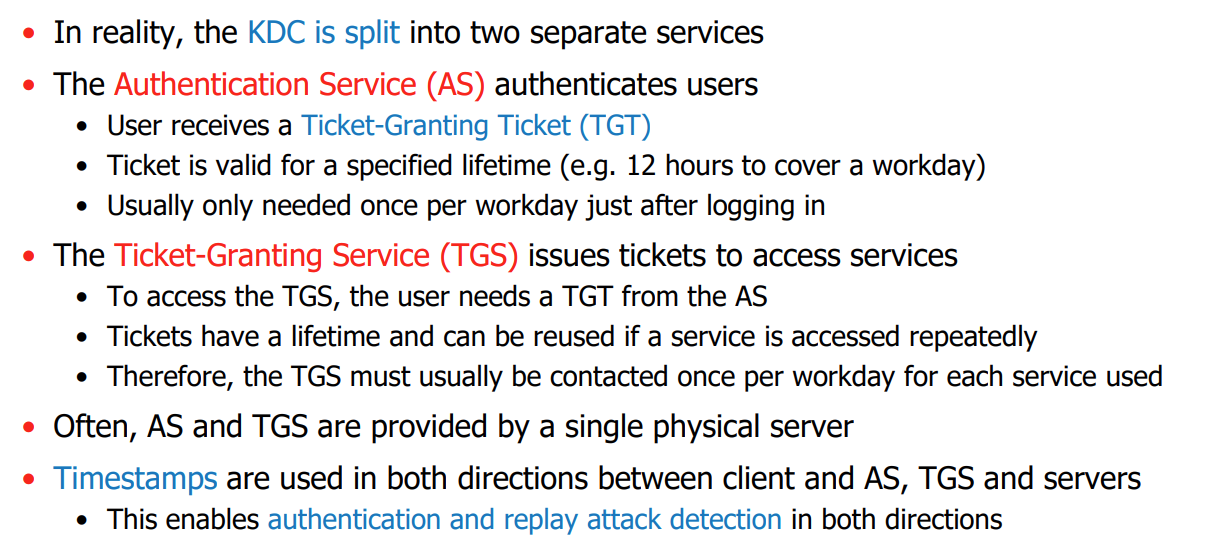 • In reality, the KDC is split into two separate services
• The Authentication Service (AS) authenticates users
• User receives a Ticket-Granting Ticket (TGT)
• Ticket is valid for a specified lifetime (e.g. 12 hours to cover a workday)
• Usually only needed once per workday just after logging in
• The Ticket-Granting Service (TGS) issues tickets to access services
• To access the TGS, the user needs a TGT from the AS
• Tickets have a lifetime and can be reused if a service is accessed repeatedly
• Therefore, the TGS must usually be contacted once per workday for each service used
• Often, AS and TGS are provided by a single physical server
• Timestamps are used in both directions between client and AS, TGS and servers
• This enables authentication and replay attack detection in both directions